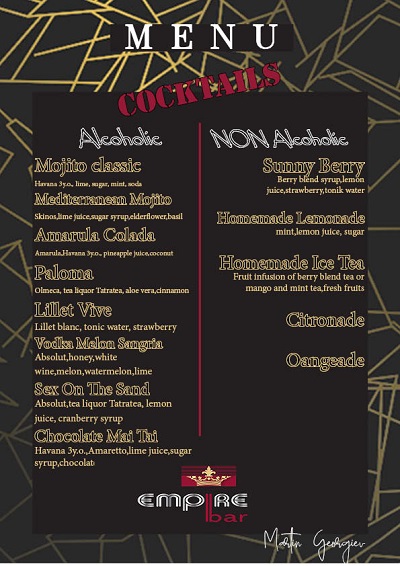 MENU
COCKTAILS
Alcoholic
Mojito classic
Havana 3y.o., lime, sugar, mint, soda
Mediterranean Mojito
Skinos,lime juice,sugar syrup,elderflower,basil
Amarula Colada
Amarula,Havana 3y.o., pineapple juice,coconut
Paloma
Olmeca, tea liquor Tatratea, aloe vera,cinnamon
Lillet Vive
Lillet blanc, tonic water, strawberry
Vodka Melon Sangria
Absolut,honey,white
wine,melon,watermelon,lime
Sex On The Sand
Absolut,tea liquor Tatratea, lemon
juice, cranberry syrup
Chocolate Mai Tai
Havana 3y.o.,Amaretto,lime juice,sugar
syrup,chocolat
NON Alcoholic
Sunny Berry
Berry blend syrup,lemon
juice,strawberry,tonik water
Homemade Lemonade
mint,lemon juice, sugar
Homemade Ice Tea
Fruit infusion of berry blend tea or
mango and mint tea,fresh fruits
Citronade
Oangeade
EMPIRE
bar
Martin Georgiev